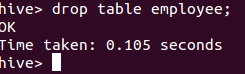 hive> drop table employee;
OK
Time taken: 0.105 seconds
hive>